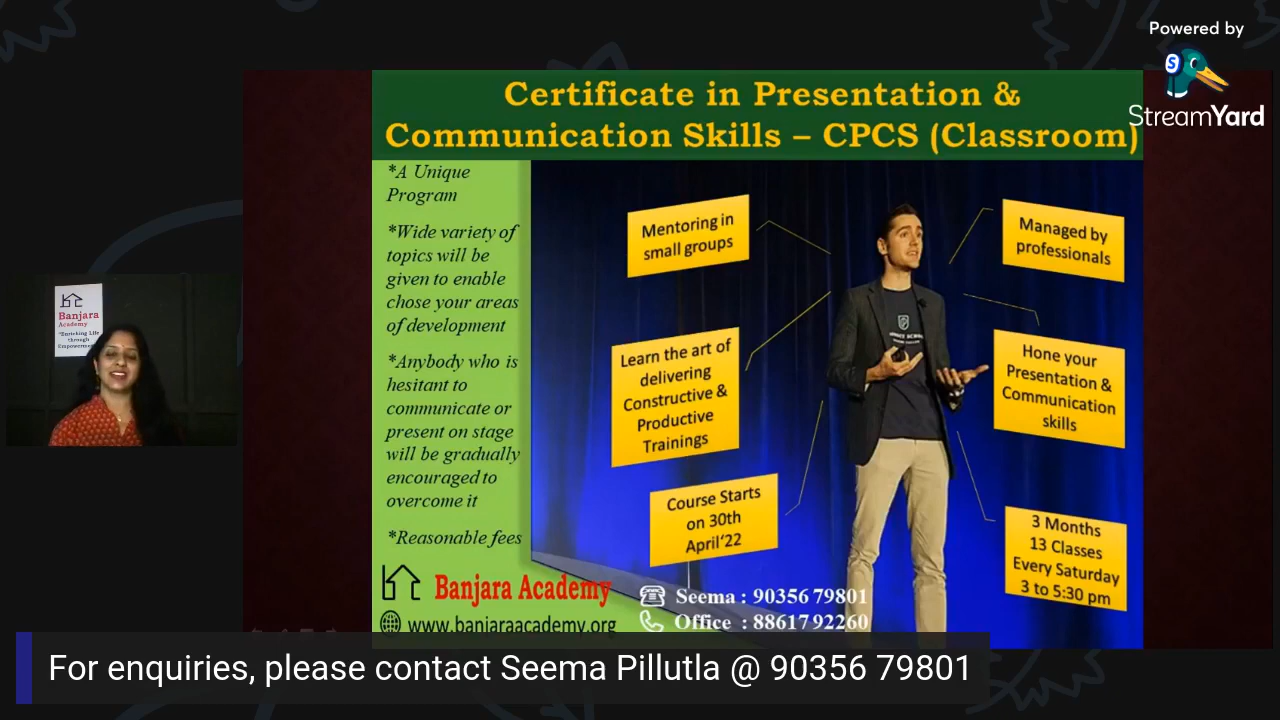 Powered by
StreamYard
Certificate in Presentation &
Communication Skills – CPCS (Classroom)
*A Unique
Program
*Wide variety of
topics will be
given to enable
chose your areas
of development
*Anybody who is
hesitant to
communicate or
present on stage
will be gradually
encouraged to
overcome it
*Reasonable fees
Mentoring in
small groups
Learn the art of
delivering
Constructive &
Productive
Trainings
Course Starts
on 30th
April‘22
Managed by
professionals
Hone your
Presentation &
Communication
skills
3 Months
13 Classes
Every Saturday
3 to 5:30 pm
Banjara Academy
www.banjaraacademy.org
Seema : 90356 79801
Office : 88617 92260
Banjara
Academy
"Enriching Life
through
For enquiries, please contact Seema Pillutla @ 90356 79801